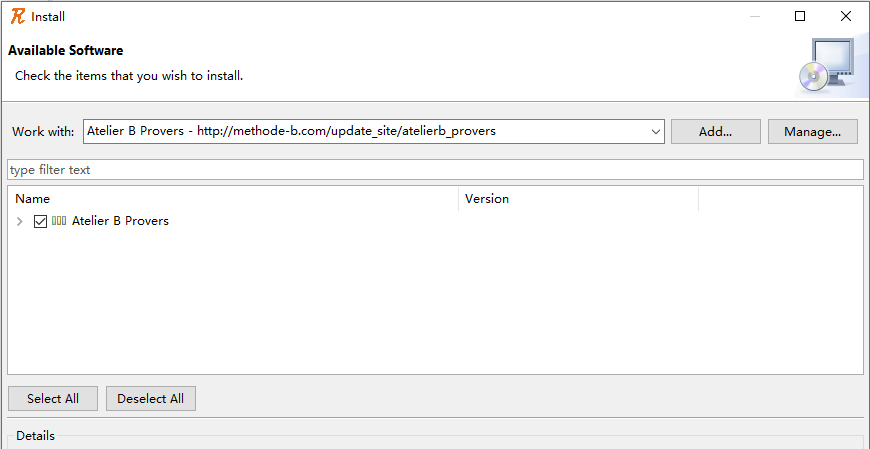 Install
Available Software
Check the items that you wish to install.
Work with: Atelier B Provers - http://methode-b.com/update_site/atelierb_provers Add... Manage...
type filter text
Name Version
Atelier B Provers
Select All Deselect All
Details